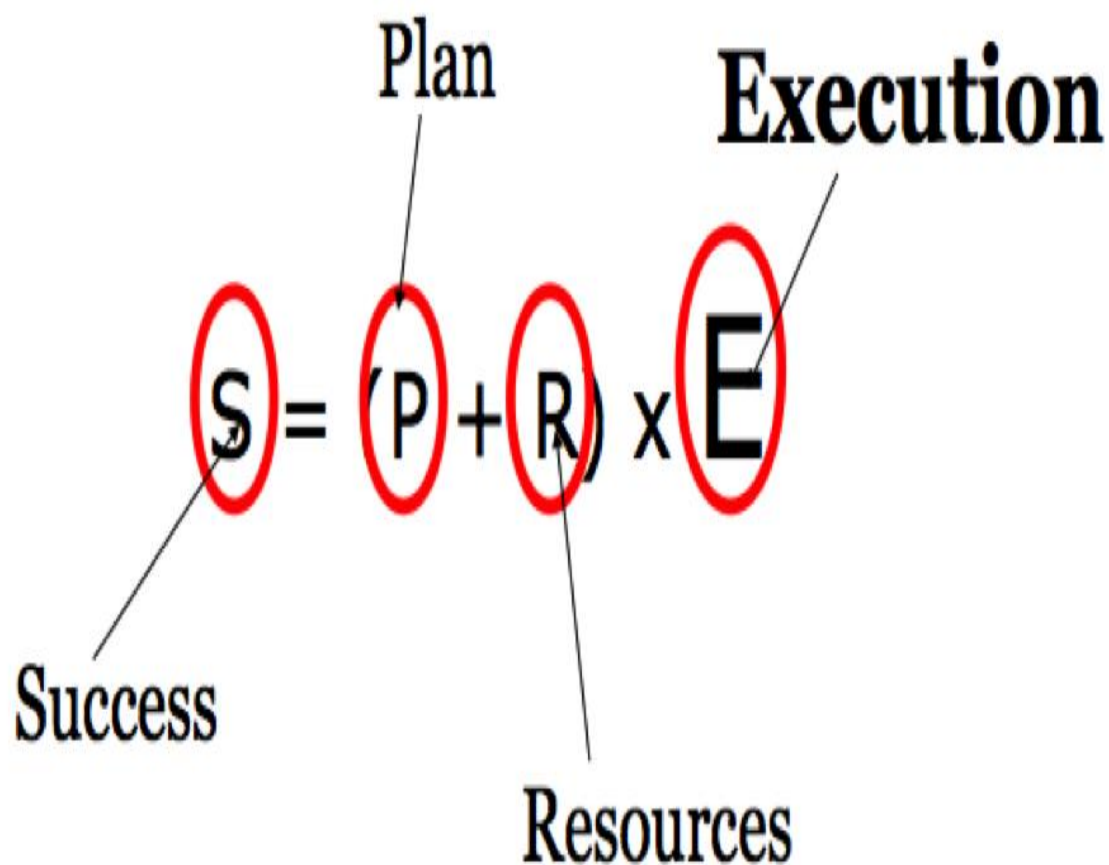 Plan
Execution
S = (P + R) x E
Success
Resources